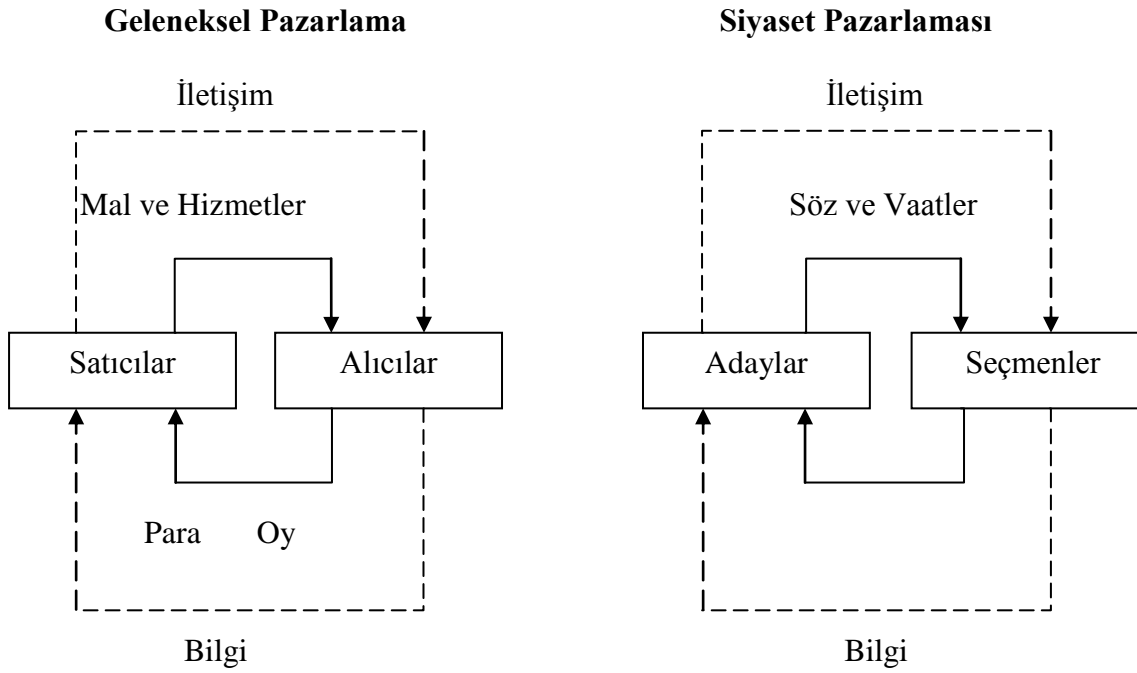 Geleneksel Pazarlama
Siyaset Pazarlaması
İletişim
İletişim
Mal ve Hizmetler
Söz ve Vaatler
Satıcılar
Alıcılar
Adaylar
Seçmenler
Para Oy
Bilgi
Bilgi